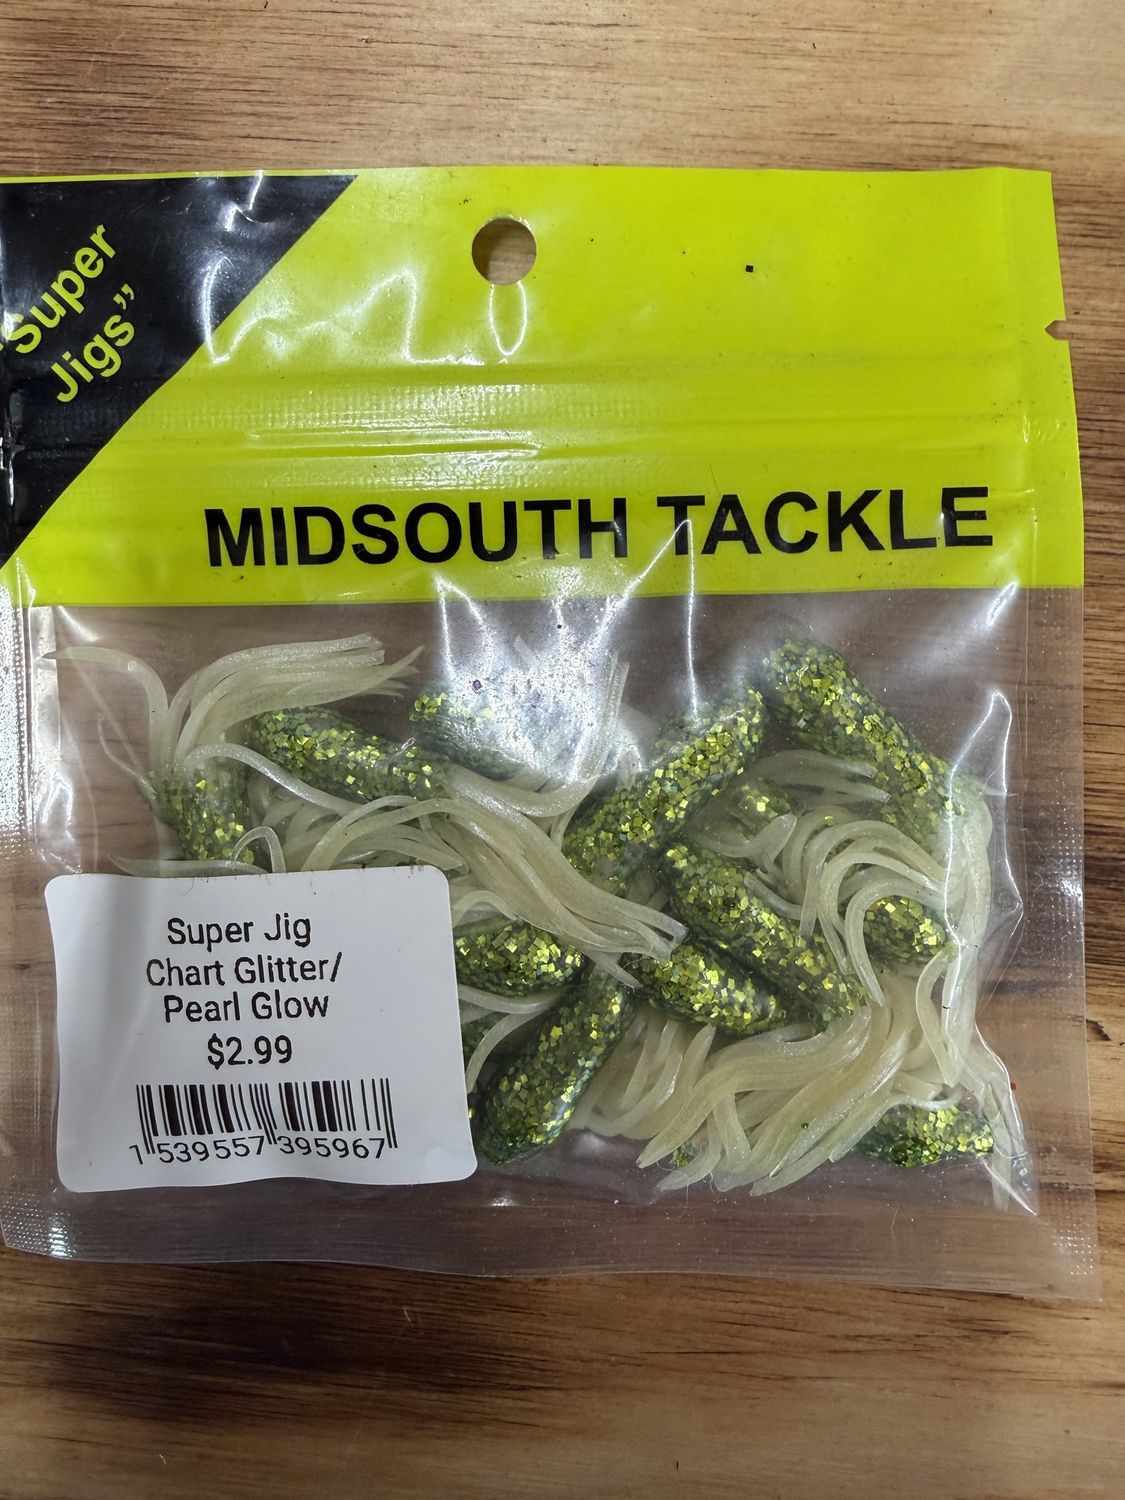 "Super
Jigs"
MIDSOUTH TACKLE
Super Jig
Chart Glitter/
Pearl Glow
$2.99
1 539557 395967